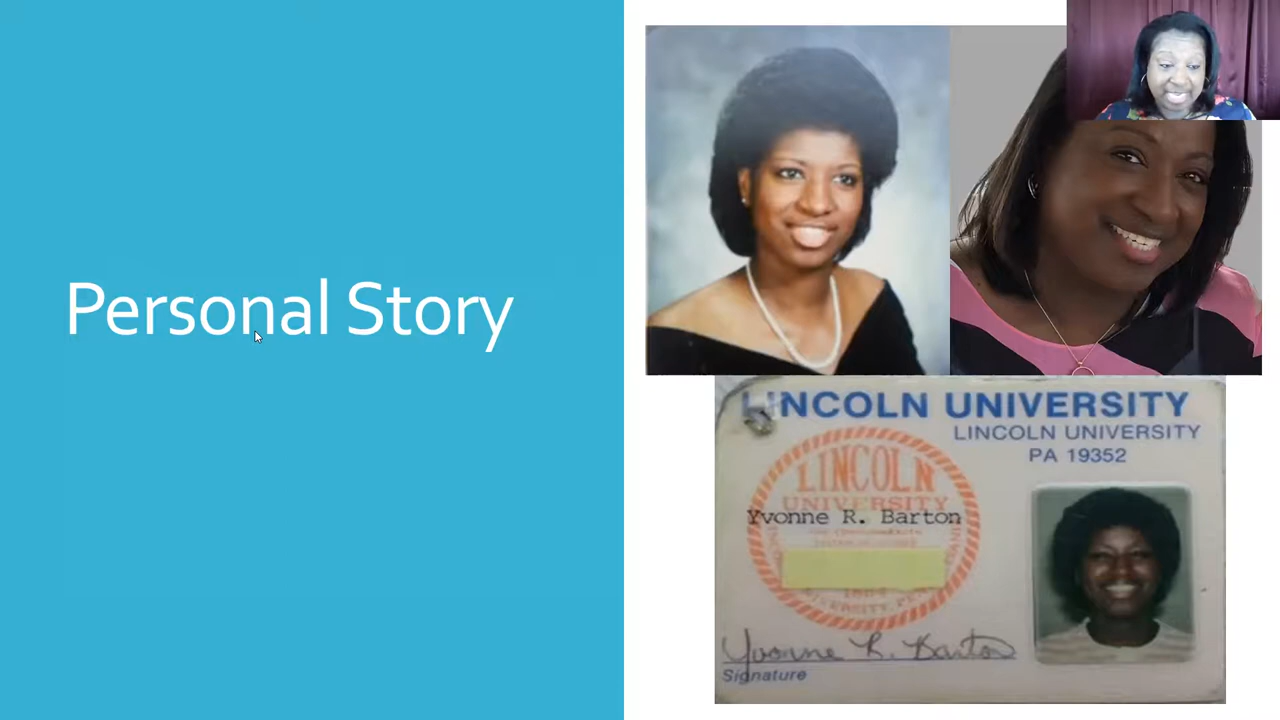 Personal Story
LINCOLN UNIVERSITY
LINCOLN UNIVERSITY
PA 19352
LINCOLN
UNIVERSITY
Yvonne R. Barton
Yvonne R. Barton
Signature